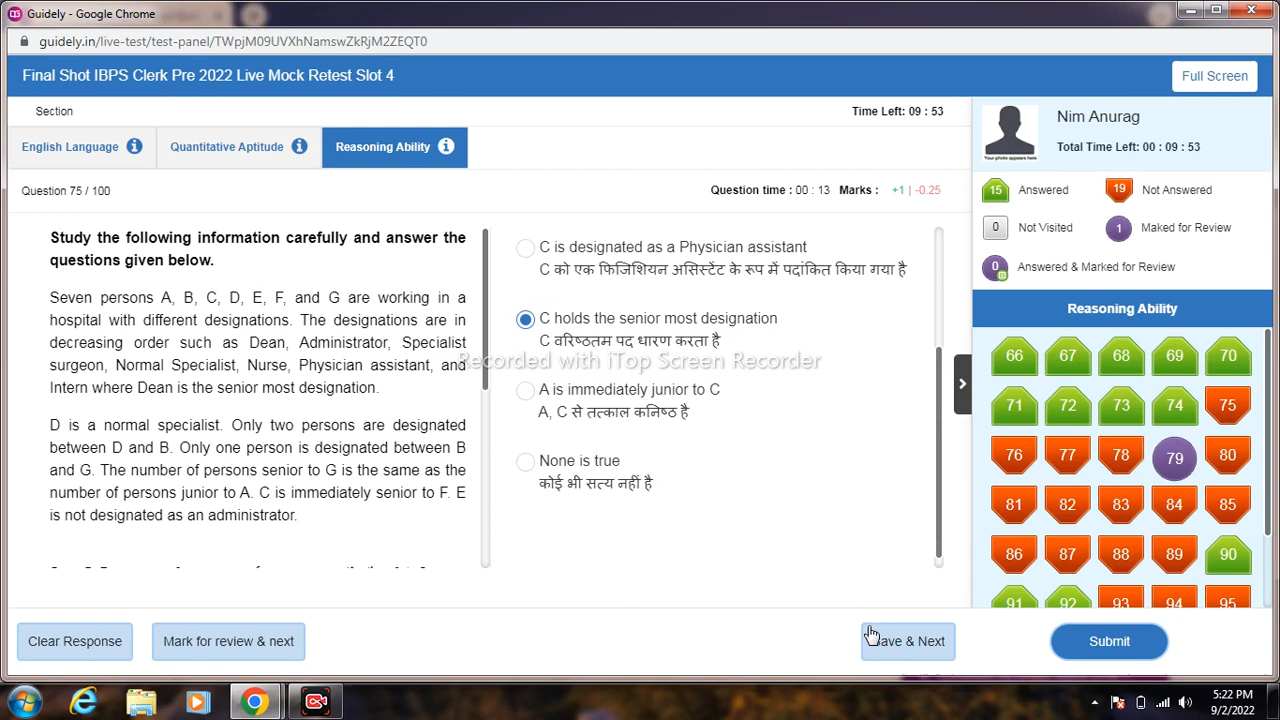 Guidely - Google Chrome
guidely.in/live-test/test-panel/TWpjM09UVXhNamswZkRjM2ZEQT0
Final Shot IBPS Clerk Pre 2022 Live Mock Retest Slot 4
Full Screen
Section
Time Left: 09 : 53
English Language
Quantitative Aptitude
Reasoning Ability
Question 75 / 100
Question time : 00 : 13 Marks : +1 | -0.25
Study the following information carefully and answer the
questions given below.
Seven persons A, B, C, D, E, F, and G are working in a
hospital with different designations. The designations are in
decreasing order such as Dean, Administrator, Specialist
surgeon, Normal Specialist, Nurse, Physician assistant, and
Intern where Dean is the senior most designation.
D is a normal specialist. Only two persons are designated
between D and B. Only one person is designated between B
and G. The number of persons senior to G is the same as the
number of persons junior to A. C is immediately senior to F. E
is not designated as an administrator.
C is designated as a Physician assistant
C को एक फिजिशियन असिस्टेंट के रूप में पदांकित किया गया है
C holds the senior most designation
C वरिष्ठतम पद धारण करता है
Recorded with iTop Screen Recorder
A is immediately junior to C
A, C से तत्काल कनिष्ठ है
None is true
कोई भी सत्य नहीं है
Clear Response
Mark for review & next
ave & Next
Submit
Nim Anurag
Your photo appears here
Total Time Left: 00 : 09 : 53
15 Answered
19 Not Answered
0 Not Visited
1 Maked for Review
0 Answered & Marked for Review
Reasoning Ability
66 67 68 69 70
71 72 73 74 75
76 77 78 79 80
81 82 83 84 85
86 87 88 89 90
91 92 93 94 95
5:22 PM
9/2/2022